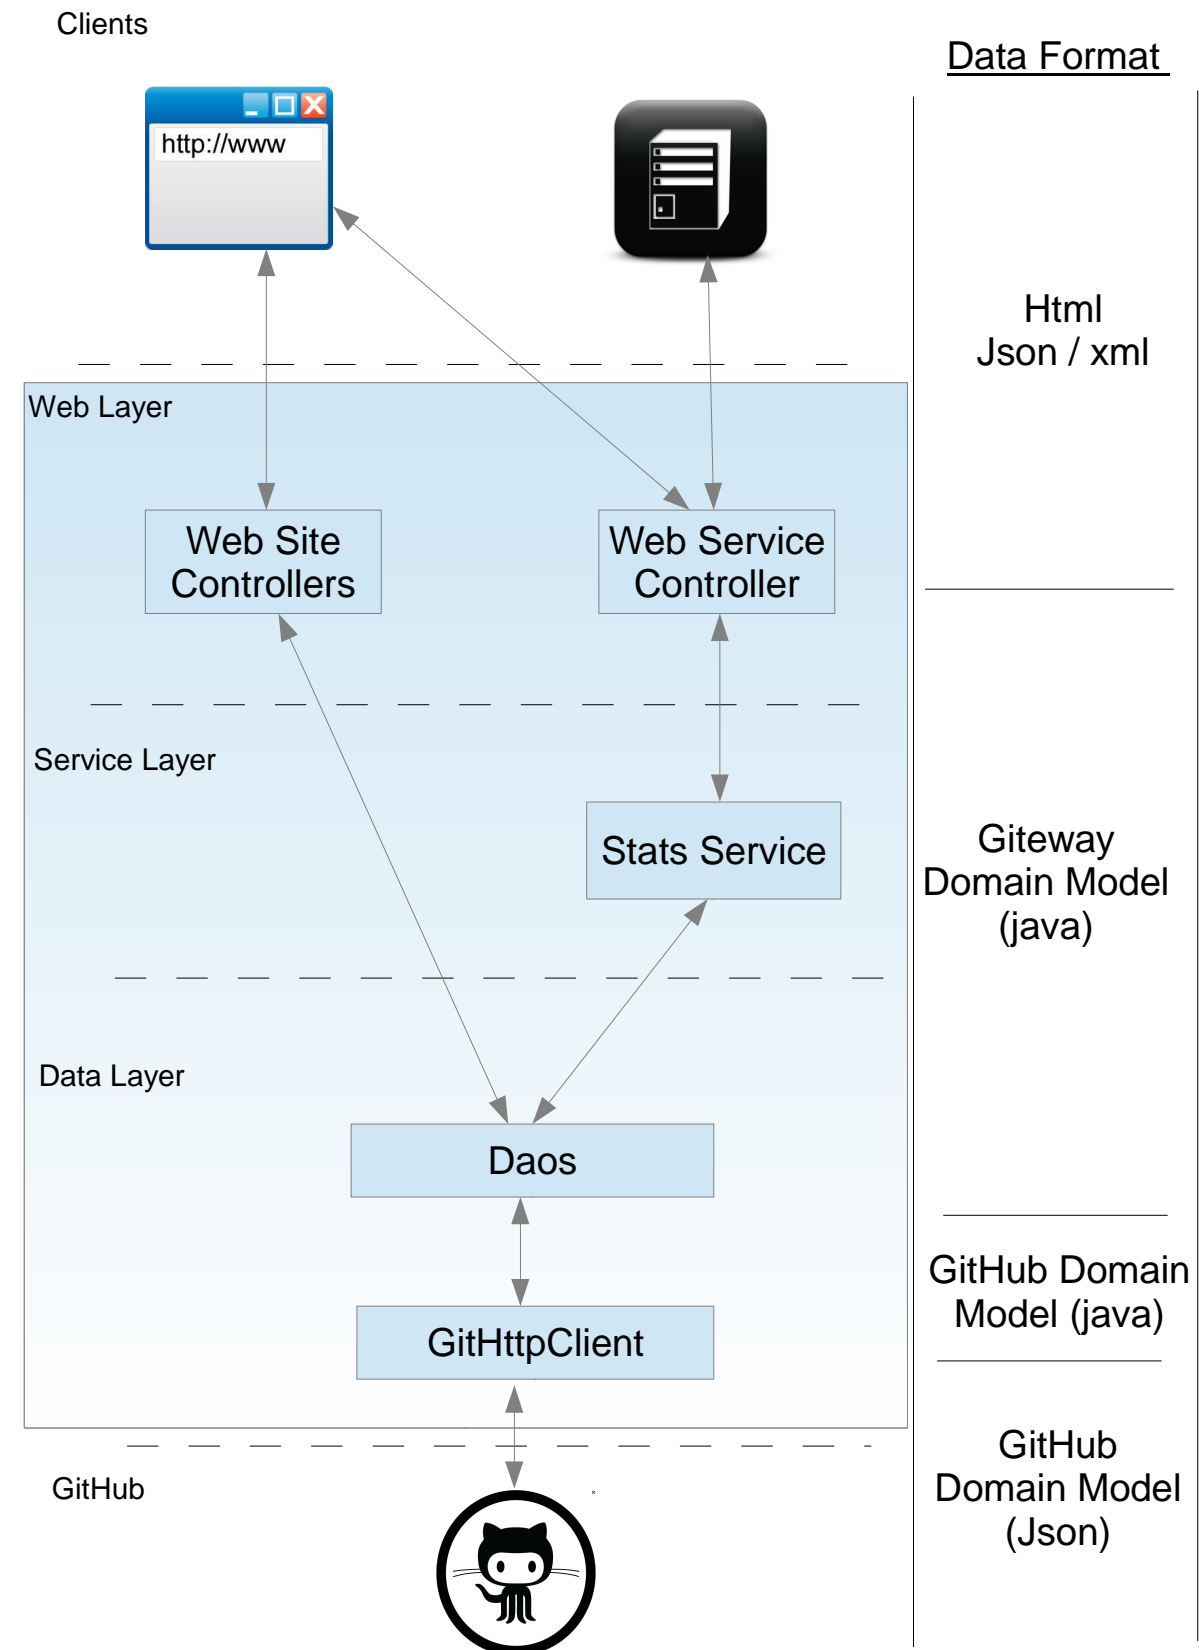 Clients
Data Format
http://www
Html
Json / xml
Web Layer
Web Site
Controllers
Web Service
Controller
Service Layer
Stats Service
Giteway
Domain Model
(java)
Data Layer
Daos
GitHub Domain
Model (java)
GitHttpClient
GitHub
Domain Model
(Json)
GitHub